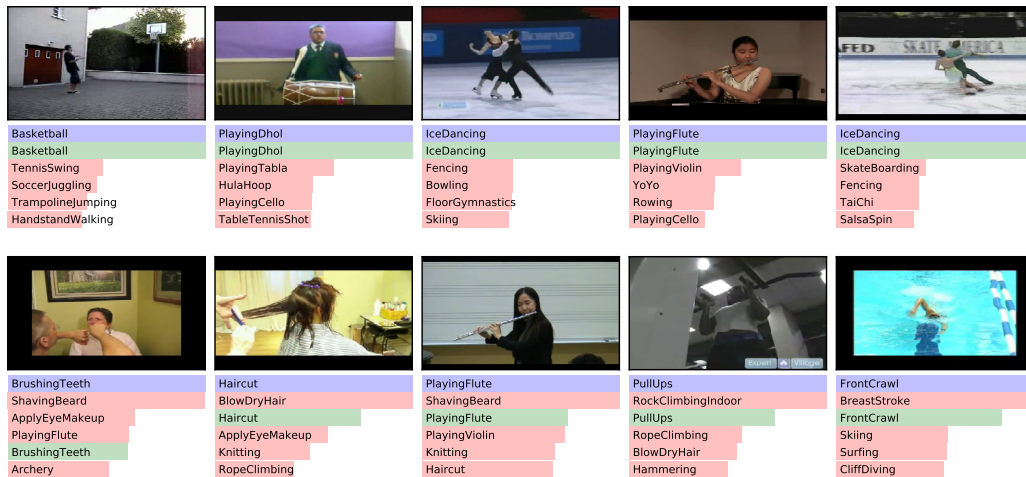 FED SKATE AMERICA
Basketball
Basketball
TennisSwing
SoccerJuggling
TrampolineJumping
HandstandWalking
PlayingDhol
PlayingDhol
PlayingTabla
HulaHoop
PlayingCello
TableTennisShot
IceDancing
IceDancing
Fencing
Bowling
FloorGymnastics
Skiing
PlayingFlute
PlayingFlute
PlayingViolin
YoYo
Rowing
PlayingCello
IceDancing
IceDancing
SkateBoarding
Fencing
TaiChi
SalsaSpin
Expert Village
BrushingTeeth
ShavingBeard
ApplyEyeMakeup
PlayingFlute
BrushingTeeth
Archery
Haircut
BlowDryHair
Haircut
ApplyEyeMakeup
Knitting
RopeClimbing
PlayingFlute
ShavingBeard
PlayingFlute
PlayingViolin
Knitting
Haircut
PullUps
RockClimbingIndoor
PullUps
RopeClimbing
BlowDryHair
Hammering
FrontCrawl
BreastStroke
FrontCrawl
Skiing
Surfing
CliffDiving